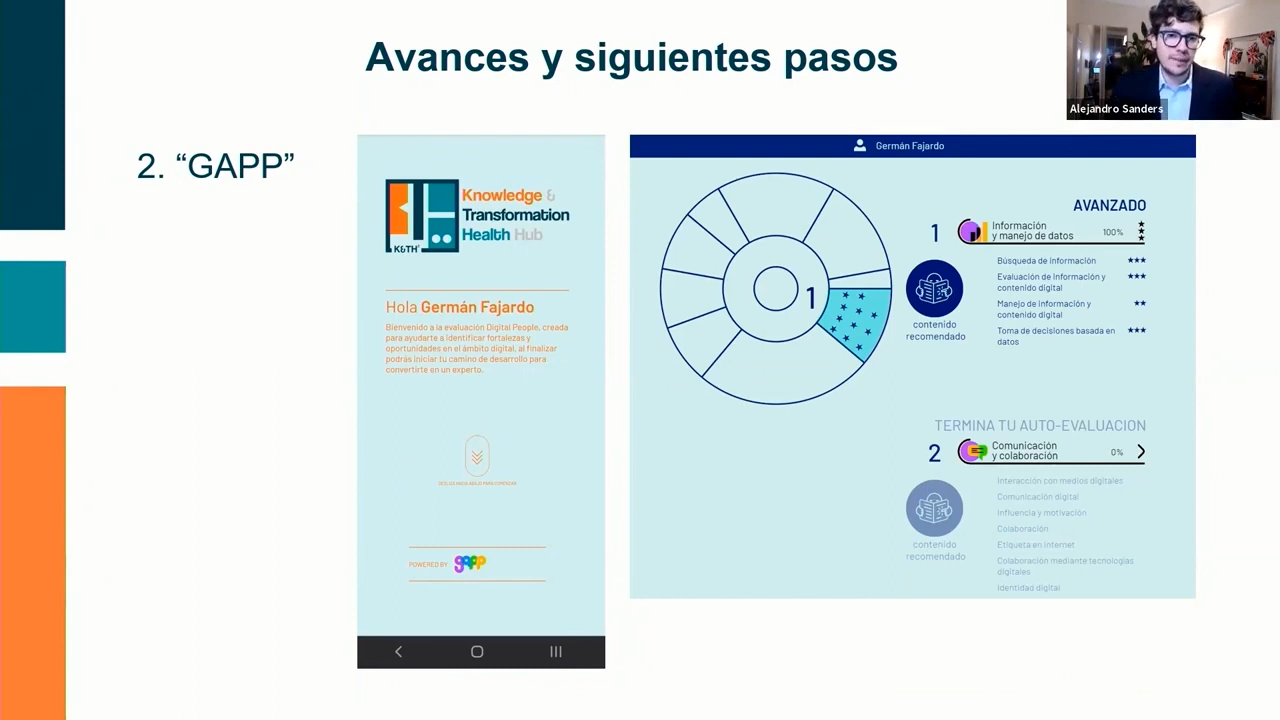 Avances y siguientes pasos
Alejandro Sanders
2. “GAPP”
Knowledge &
Transformation
Health Hub
K&TH
Hola Germán Fajardo
Bienvenido a la evaluación Digital People, creada
para ayudarte a identificar fortalezas y
oportunidades en el ámbito digital, al finalizar
podrás iniciar tu camino de desarrollo para
convertirte en un experto.
POWERED BY gapp
Germán Fajardo
1
AVANZADO
1 Información
y manejo de datos 100%
contenido
recomendado
Búsqueda de información
Evaluación de información y
contenido digital
Manejo de información y
contenido digital
Toma de decisiones basada en
datos
TERMINA TU AUTO-EVALUACION
2 Comunicación
y colaboración 0%
contenido
recomendado
Interacción con medios digitales
Comunicación digital
Influencia y motivación
Colaboración
Etiqueta en internet
Colaboración mediante tecnologías
digitales
Identidad digital